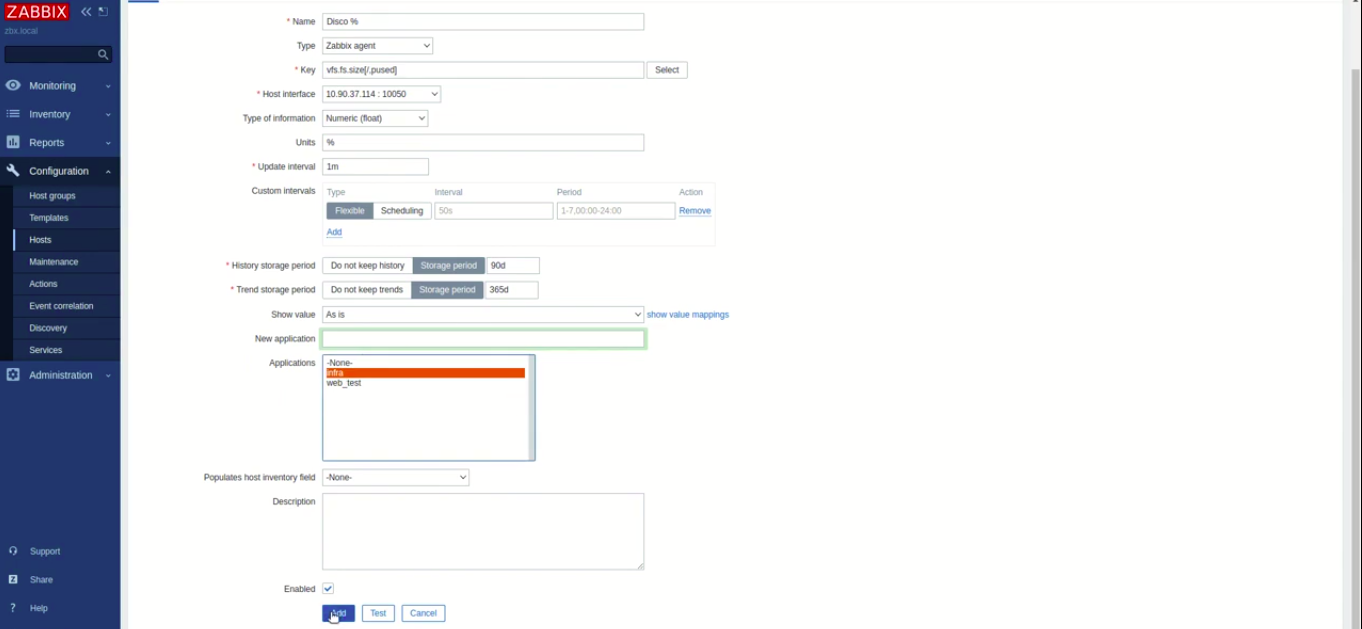 ZABBIX
zbx.local
Monitoring
Inventory
Reports
Configuration
Host groups
Templates
Hosts
Maintenance
Actions
Event correlation
Discovery
Services
Administration
Support
Share
? Help
* Name Disco %
Type Zabbix agent
* Key vfs.fs.size[/,pused] Select
* Host interface 10.90.37.114 : 10050
Type of information Numeric (float)
Units %
* Update interval 1m
Custom intervals Type Interval Period Action
Flexible Scheduling 50s 1-7,00:00-24:00 Remove
Add
* History storage period Do not keep history Storage period 90d
* Trend storage period Do not keep trends Storage period 365d
Show value As is show value mappings
New application
Applications -None-
infra
web_test
Populates host inventory field -None-
Description
Enabled
Add Test Cancel